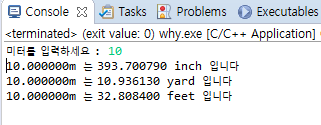 Console Tasks Problems Executables
<terminated> (exit value: 0) why.exe [C/C++ Application]
미터를 입력하세요 : 10
10.000000m 는 393.700790 inch 입니다
10.000000m 는 10.936130 yard 입니다
10.000000m 는 32.808400 feet 입니다